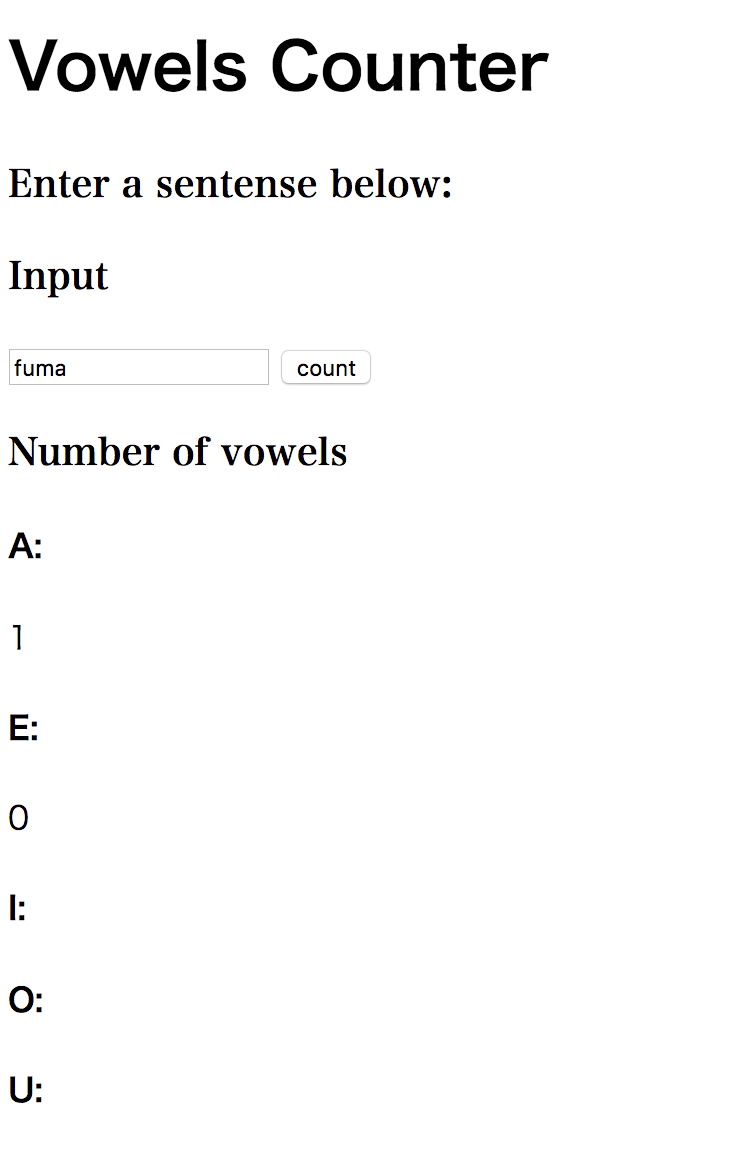 Vowels Counter
Enter a sentense below:
Input
fuma count
Number of vowels
A:
1
E:
0
I:
O:
U: